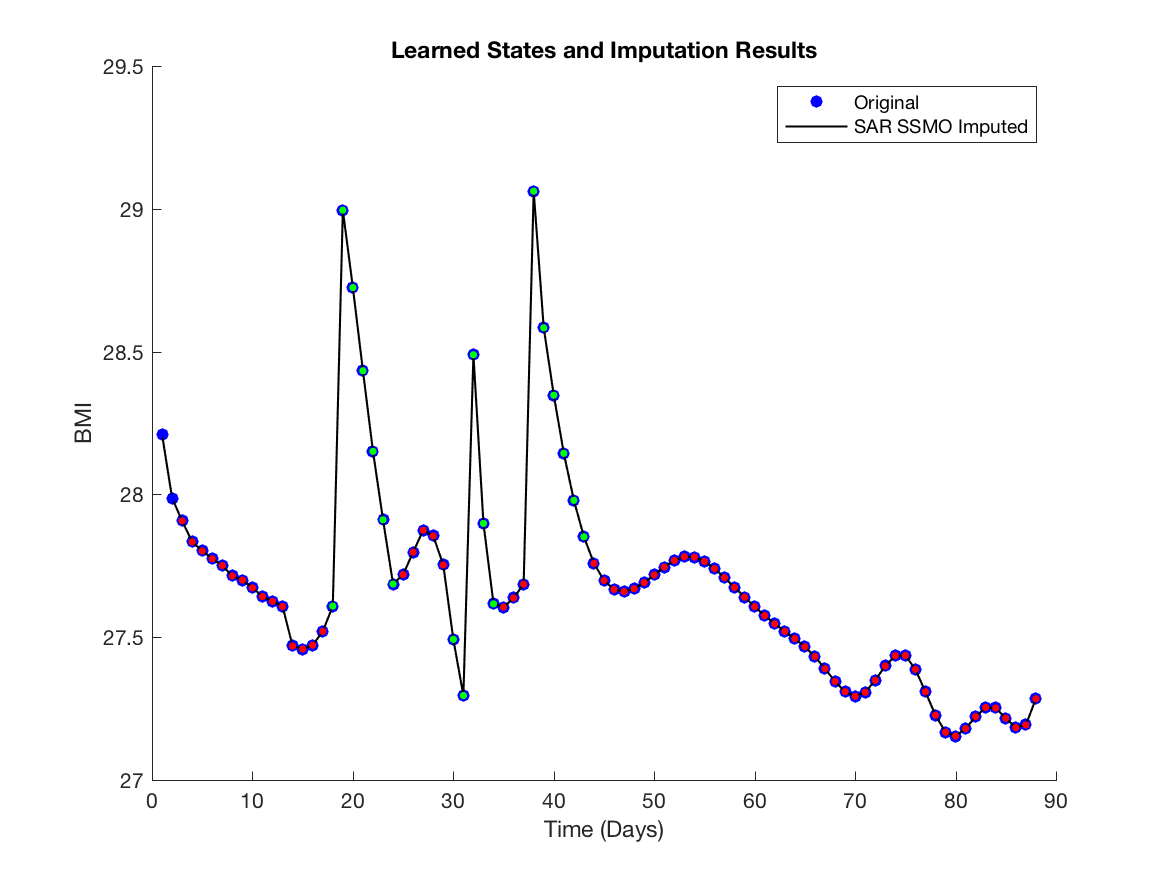 Learned States and Imputation Results
Original
SAR SSMO Imputed
29.5
29
28.5
28
27.5
27
BMI
0 10 20 30 40 50 60 70 80 90
Time (Days)